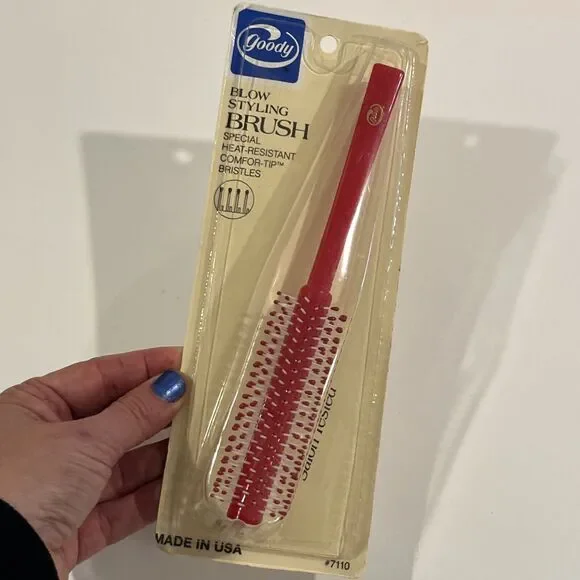 goody
BLOW
STYLING
BRUSH
SPECIAL
HEAT-RESISTANT
COMFOR-TIP™
BRISTLES
Salon Tested
MADE IN USA
#7110